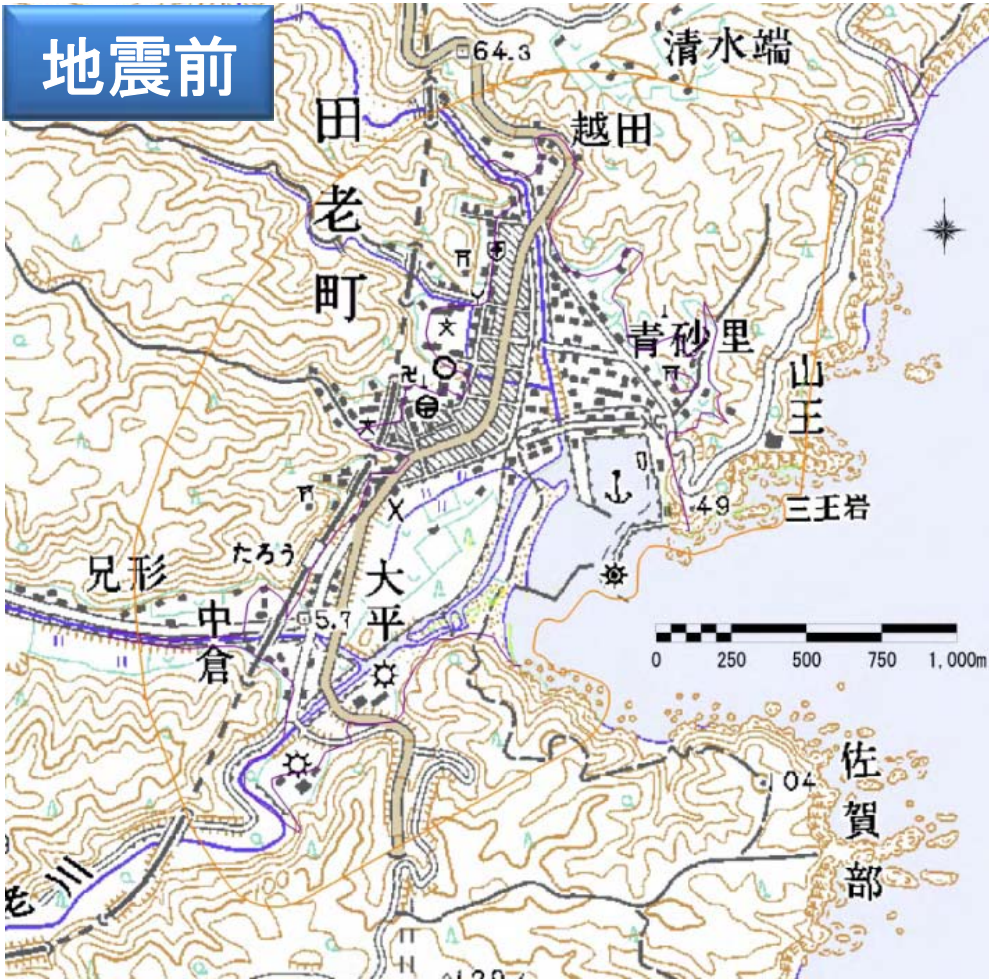 地震前
64.3
清水端
越田
田老町
青砂里
山王
49
三王岩
たろう
兄形
大平
中倉
5.7
0 250 500 750 1,000m
佐賀部
104
老川